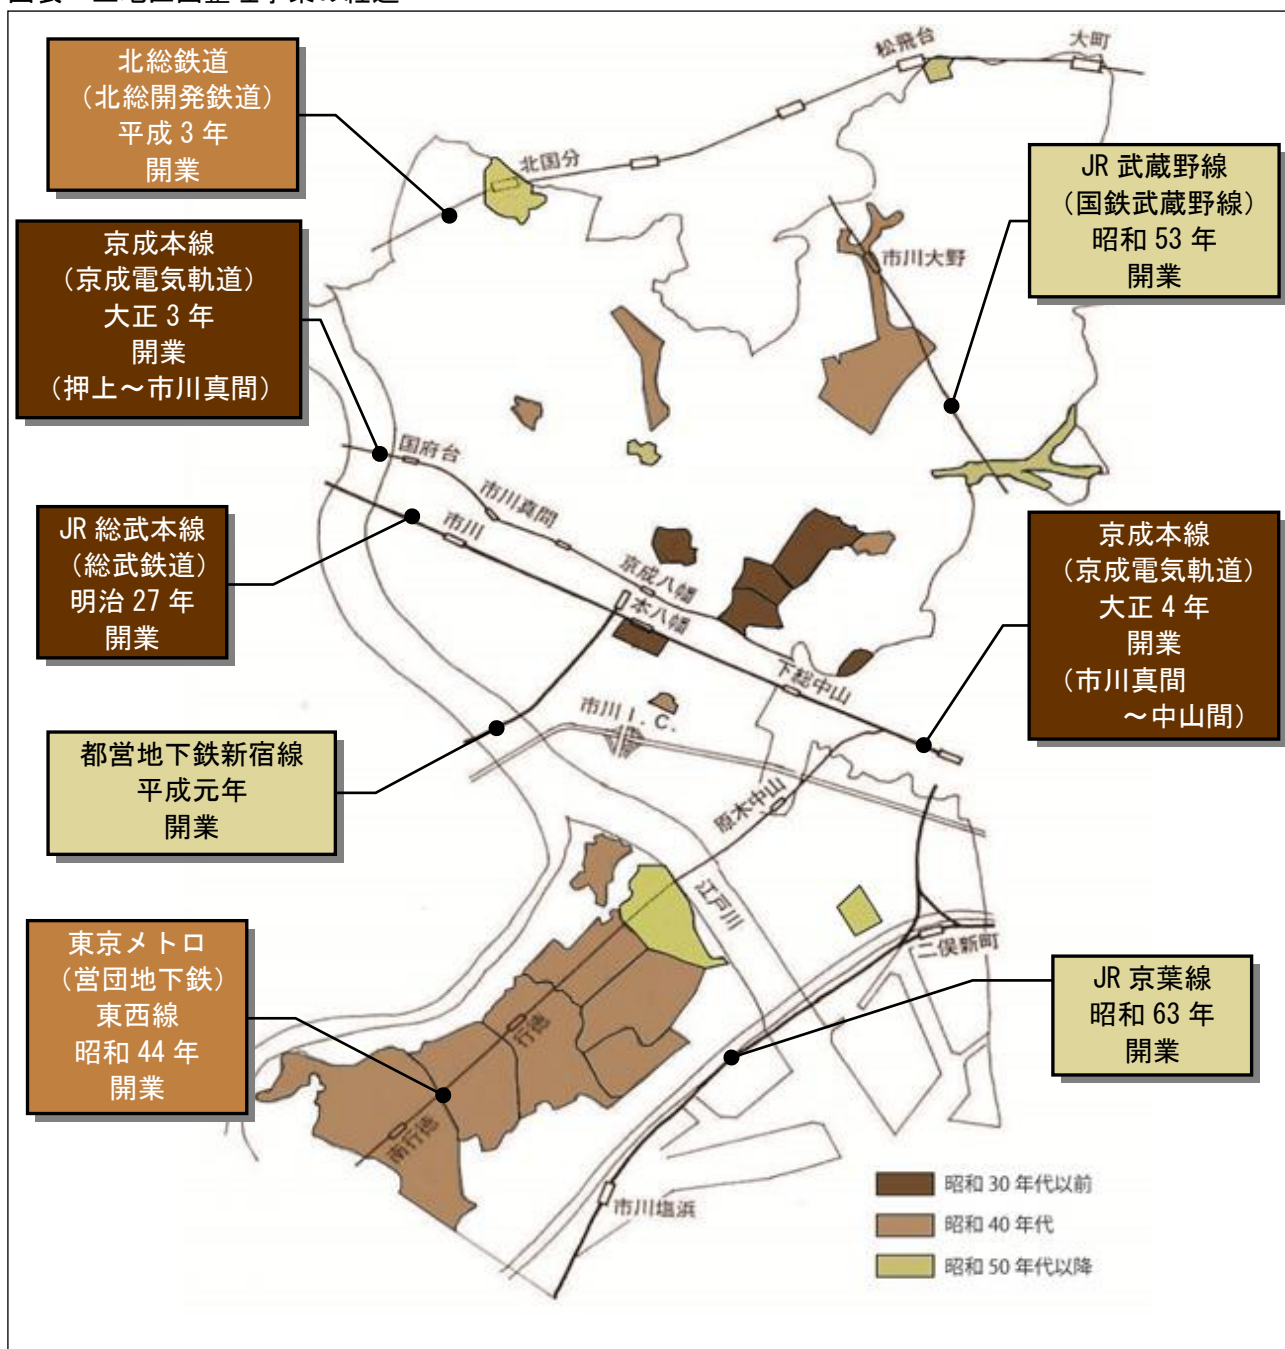 北総鉄道
（北総開発鉄道）
平成 3 年
開業
京成本線
（京成電気軌道）
大正 3 年
開業
（押上～市川真間）
JR 総武本線
（総武鉄道）
明治 27 年
開業
都営地下鉄新宿線
平成元年
開業
東京メトロ
（営団地下鉄）
東西線
昭和 44 年
開業
JR 武蔵野線
（国鉄武蔵野線）
昭和 53 年
開業
京成本線
（京成電気軌道）
大正 4 年
開業
（市川真間
～中山間）
JR 京葉線
昭和 63 年
開業
松飛台
大町
北国分
市川大野
国府台
市川真間
市川
京成八幡
本八幡
下総中山
市川 I. C.
原木中山
江戸川
二俣新町
行徳
南行徳
市川塩浜
昭和 30 年代以前
昭和 40 年代
昭和 50 年代以降